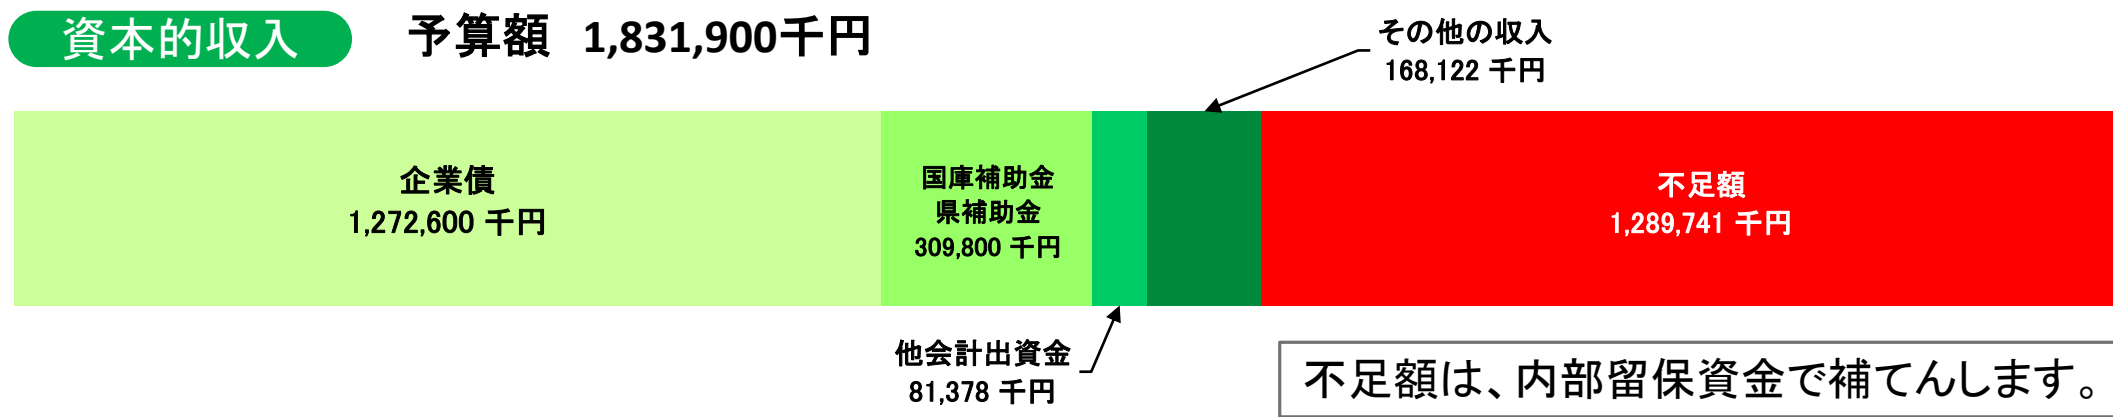 資本的収入
予算額 1,831,900千円
その他の収入
168,122 千円
企業債
1,272,600 千円
国庫補助金
県補助金
309,800 千円
不足額
1,289,741 千円
他会計出資金
81,378 千円
不足額は、内部留保資金で補てんします。